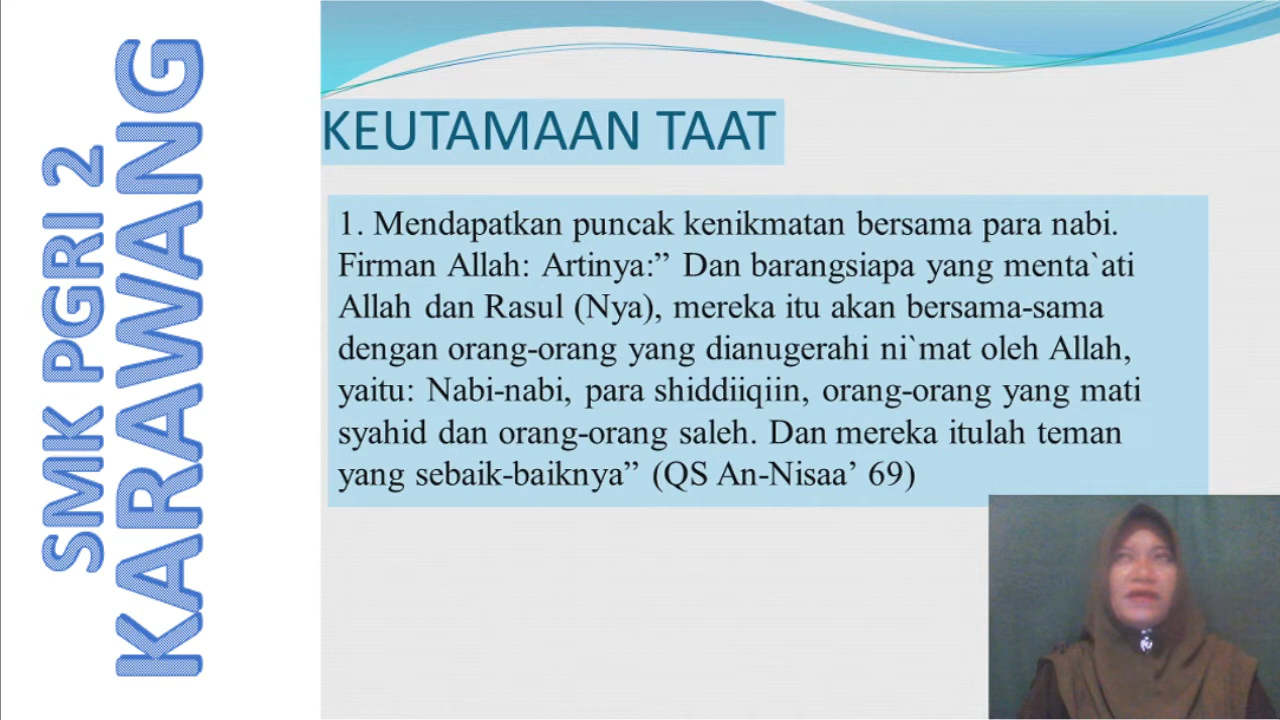 SMK PGRI 2
KARAWANG
KEUTAMAAN TAAT
1. Mendapatkan puncak kenikmatan bersama para nabi.
Firman Allah: Artinya:” Dan barangsiapa yang menta`ati
Allah dan Rasul (Nya), mereka itu akan bersama-sama
dengan orang-orang yang dianugerahi ni`mat oleh Allah,
yaitu: Nabi-nabi, para shiddiiqiin, orang-orang yang mati
syahid dan orang-orang saleh. Dan mereka itulah teman
yang sebaik-baiknya” (QS An-Nisaa’ 69)